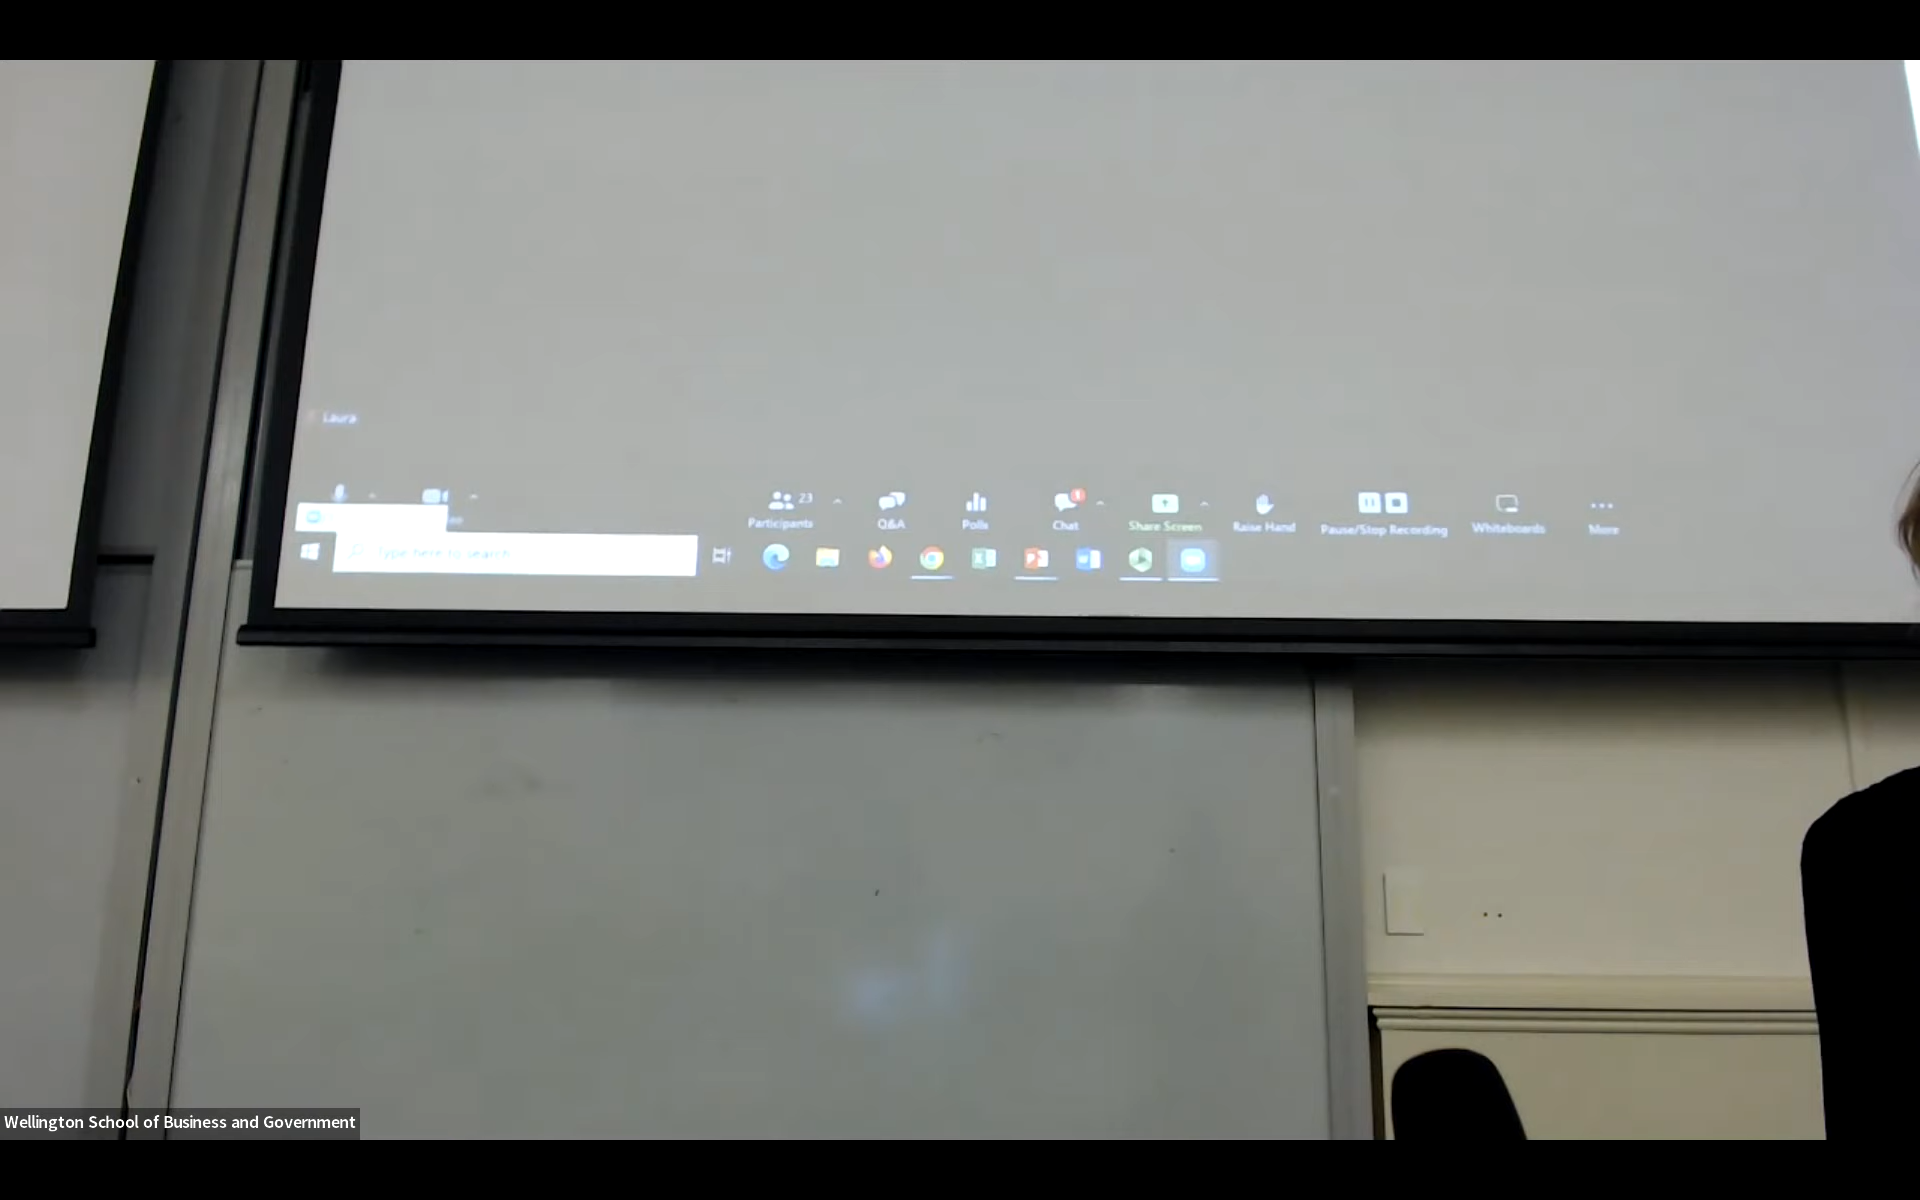 Laura
23
Participants
Q&A
Polls
Chat
Share Screen
Raise Hand
Pause/Stop Recording
Whiteboards
More
Type here to search
Wellington School of Business and Government